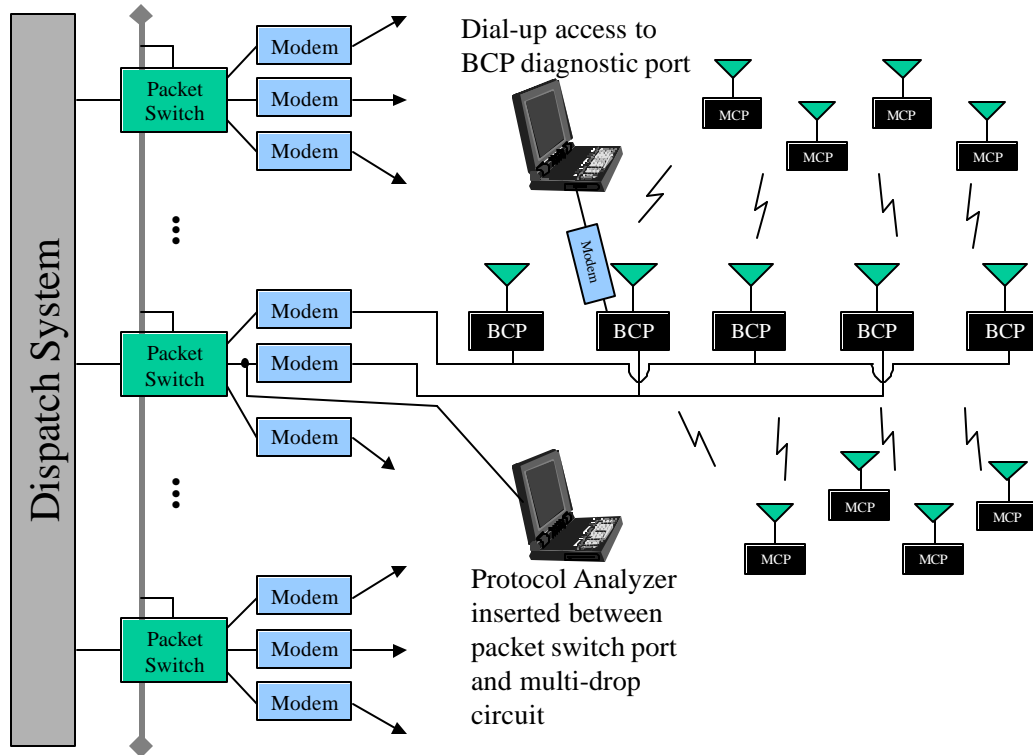 Dispatch System
Packet
Switch
Modem
Modem
Modem
Dial-up access to
BCP diagnostic port
Modem
MCP
MCP
MCP
MCP
...
Packet
Switch
Modem
Modem
Modem
BCP
BCP
BCP
BCP
BCP
...
MCP
MCP
MCP
MCP
Packet
Switch
Modem
Modem
Modem
Protocol Analyzer
inserted between
packet switch port
and multi-drop
circuit